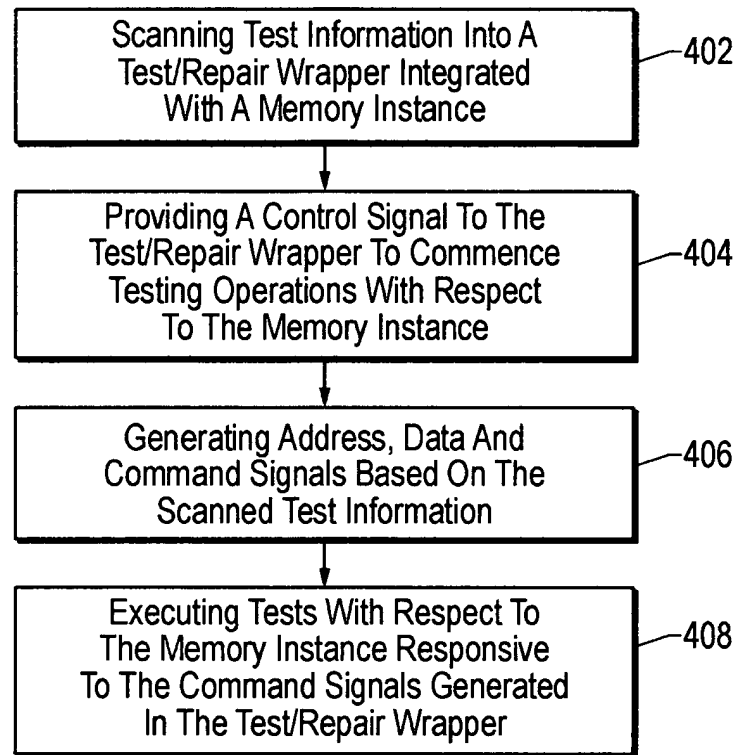 Scanning Test Information Into A
Test/Repair Wrapper Integrated
With A Memory Instance
402
Providing A Control Signal To The
Test/Repair Wrapper To Commence
Testing Operations With Respect
To The Memory Instance
404
Generating Address, Data And
Command Signals Based On The
Scanned Test Information
406
Executing Tests With Respect To
The Memory Instance Responsive
To The Command Signals Generated
In The Test/Repair Wrapper
408